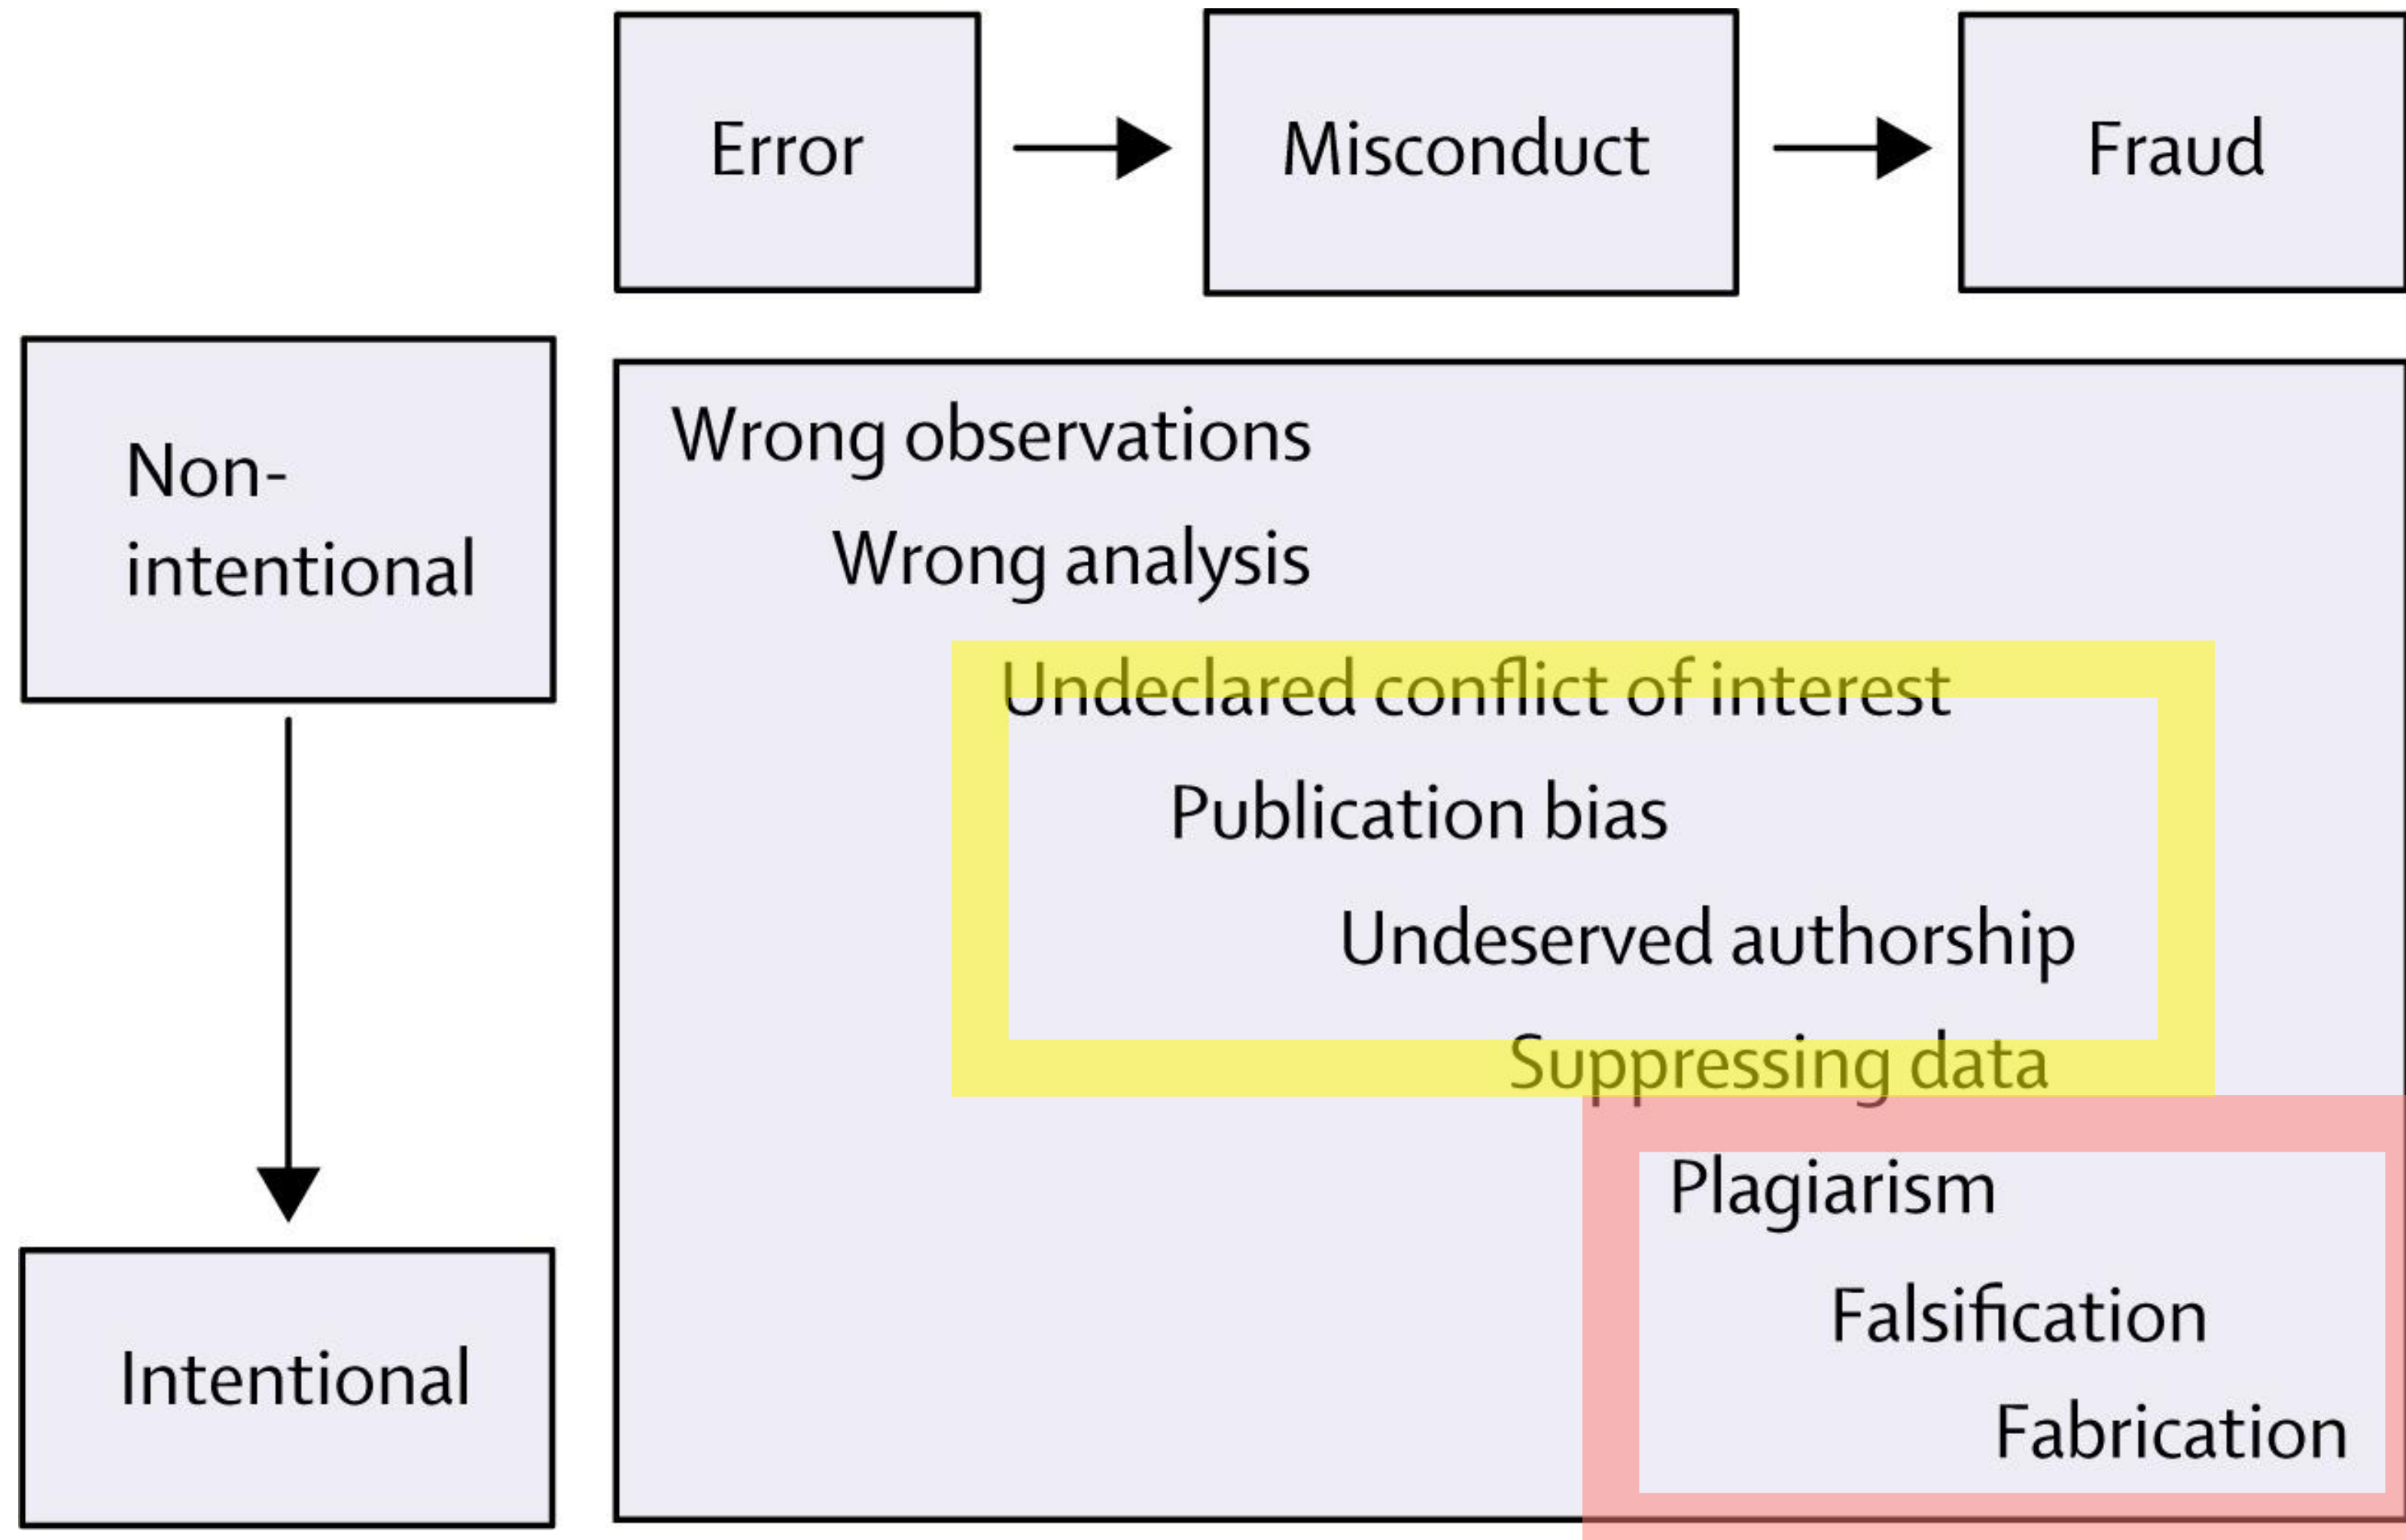 Error
Misconduct
Fraud
Non-
intentional
Intentional
Wrong observations
Wrong analysis
Undeclared conflict of interest
Publication bias
Undeserved authorship
Suppressing data
Plagiarism
Falsification
Fabrication